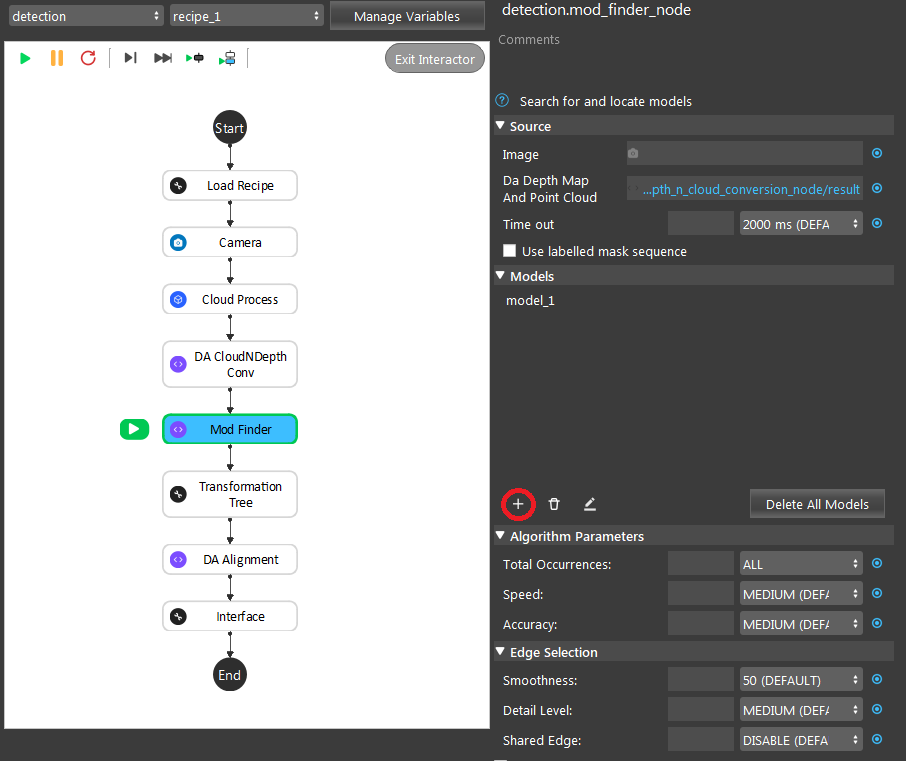 detection
recipe_1
Manage Variables
Exit Interactor
Start
Load Recipe
Camera
Cloud Process
DA CloudNDepth
Conv
Mod Finder
Transformation
Tree
DA Alignment
Interface
End
detection.mod_finder_node
Comments
? Search for and locate models
Source
Image
Da Depth Map
And Point Cloud
...pth_n_cloud_conversion_node/result
Time out
2000 ms (DEFA
Use labelled mask sequence
Models
model_1
Delete All Models
Algorithm Parameters
Total Occurrences:
ALL
Speed:
MEDIUM (DEFA
Accuracy:
MEDIUM (DEFA
Edge Selection
Smoothness:
50 (DEFAULT)
Detail Level:
MEDIUM (DEFA
Shared Edge:
DISABLE (DEFA